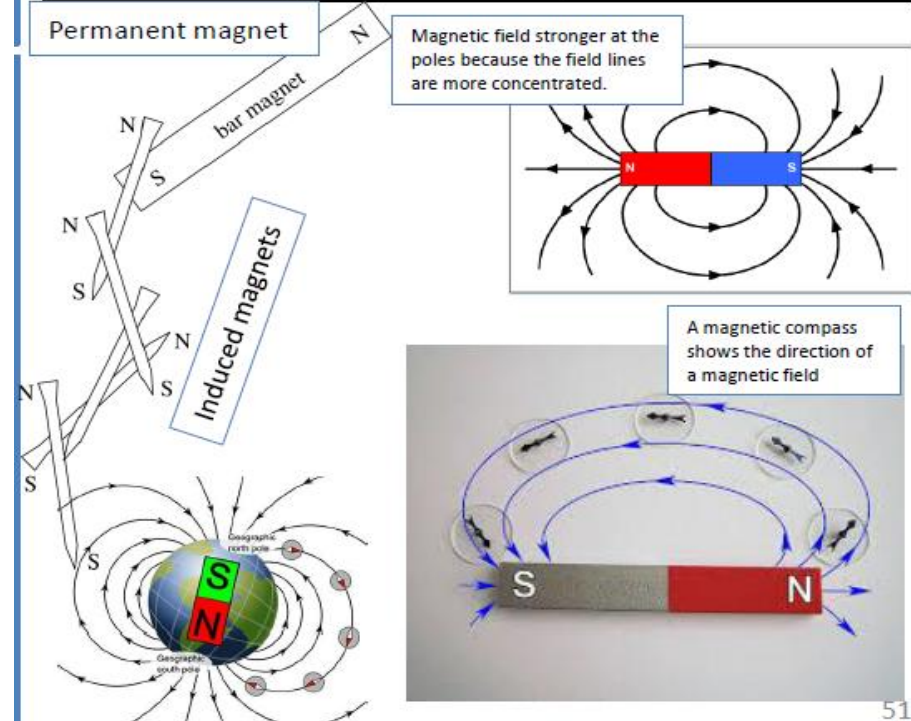 Permanent magnet
N
bar magnet
S
N
N
S
N
S
N
S
S
Induced magnets
Magnetic field stronger at the
poles because the field lines
are more concentrated.
N
S
A magnetic compass
shows the direction of
a magnetic field
S
N
Geographic
north pole
S
N
Geographic
south pole
51